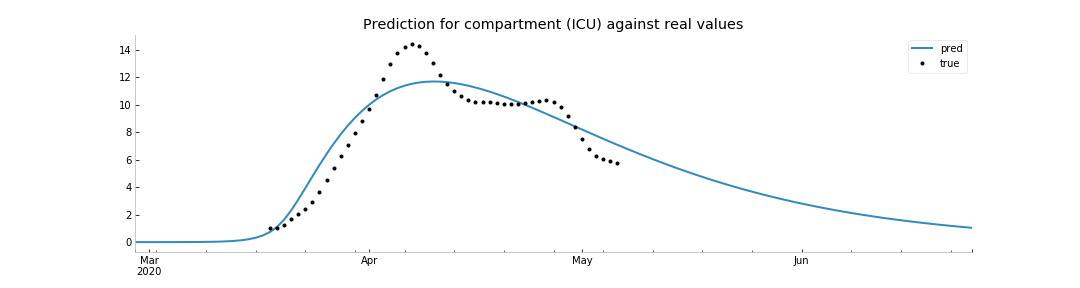 Prediction for compartment (ICU) against real values
14
12
10
8
6
4
2
0
pred
true
Mar
2020
Apr
May
Jun